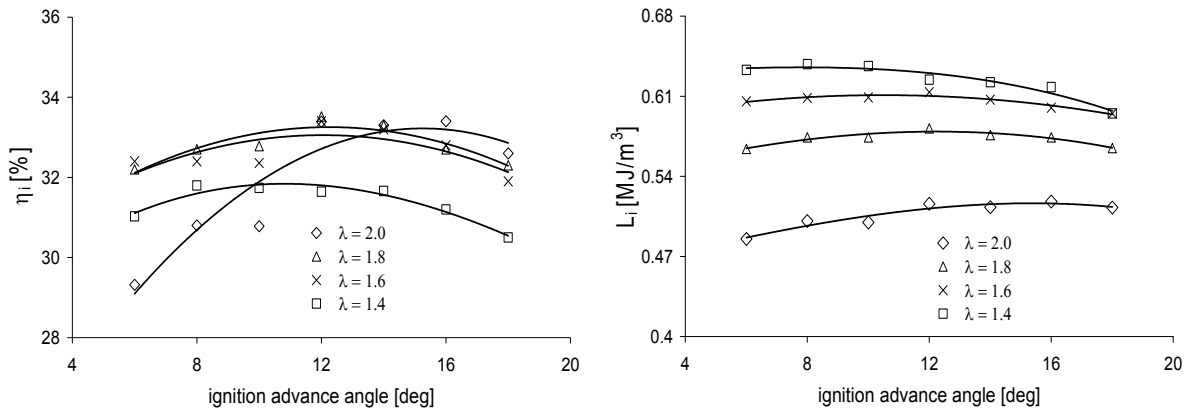 36
34
33
32
30
28
4
8
12
16
20
η i [%]
ignition advance angle [deg]
λ = 2.0
λ = 1.8
λ = 1.6
λ = 1.4
0.68
0.61
0.54
0.47
0.4
4
8
12
16
20
L i [MJ/m³]
ignition advance angle [deg]
λ = 2.0
λ = 1.8
λ = 1.6
λ = 1.4